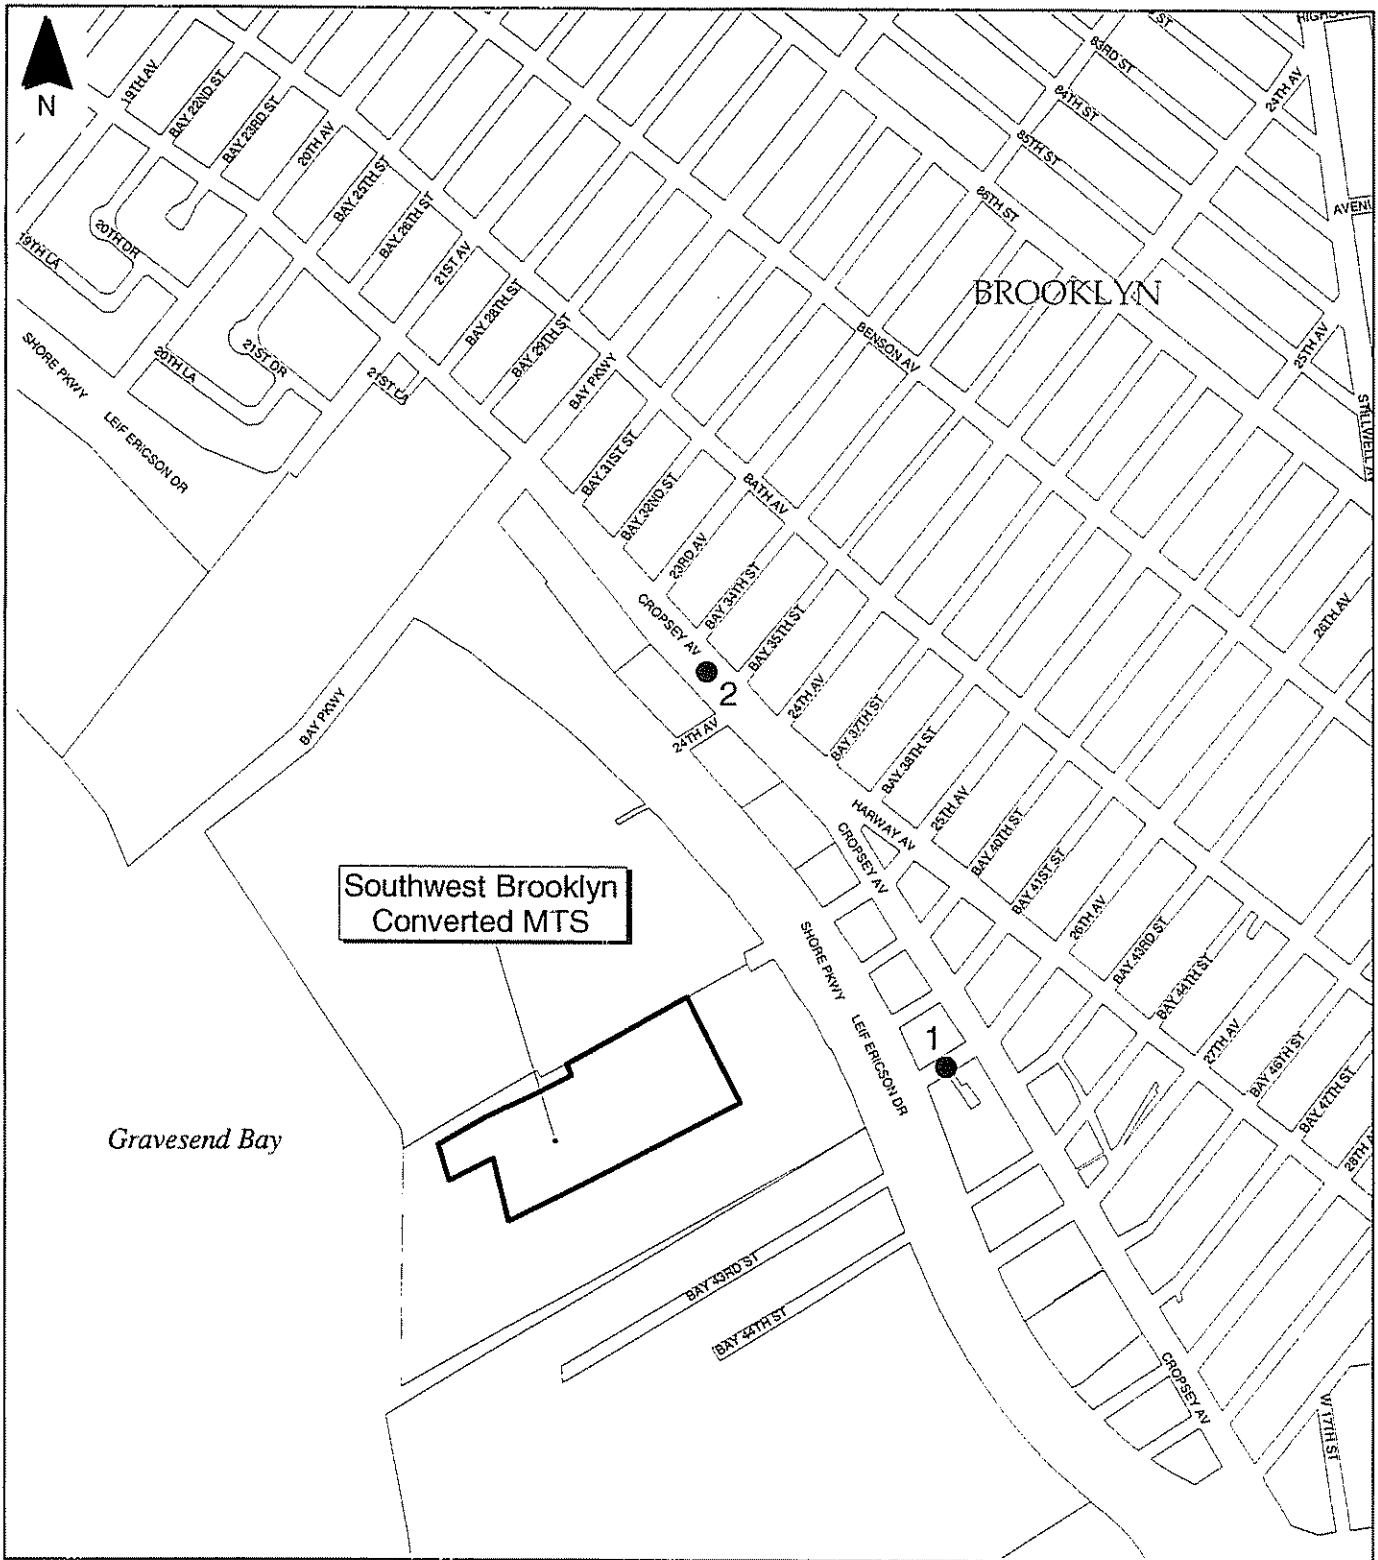 N
19TH AV
BAY 22ND ST
BAY 23RD ST
20TH AV
BAY 25TH ST
BAY 26TH ST
21ST AV
BAY 28TH ST
BAY 29TH ST
BAY PKWY
BAY 31ST ST
BAY 32ND ST
23RD AV
BAY 34TH ST
BAY 35TH ST
24TH AV
BAY 37TH ST
BAY 38TH ST
25TH AV
BAY 40TH ST
BAY 41ST ST
26TH AV
BAY 43RD ST
BAY 44TH ST
27TH AV
BAY 46TH ST
BAY 47TH ST
28TH A
ST
83RD ST
84TH ST
85TH ST
86TH ST
24TH AV
AVENU
BROOKLYN
BENSON AV
25TH AV
STILLWELL A
26TH AV
BATH AV
19TH LA
20TH DR
20TH LA
21ST DR
21ST LA
SHORE PKWY
LEIF ERICSON DR
CROPSEY AV
2
24TH AV
BAY PKWY
HARWAY AV
CROPSEY AV
Southwest Brooklyn
Converted MTS
SHORE PKWY
LEIF ERICSON DR
1
Gravesend Bay
BAY 43RD ST
BAY 44TH ST
CROPSEY AV
W 17TH ST